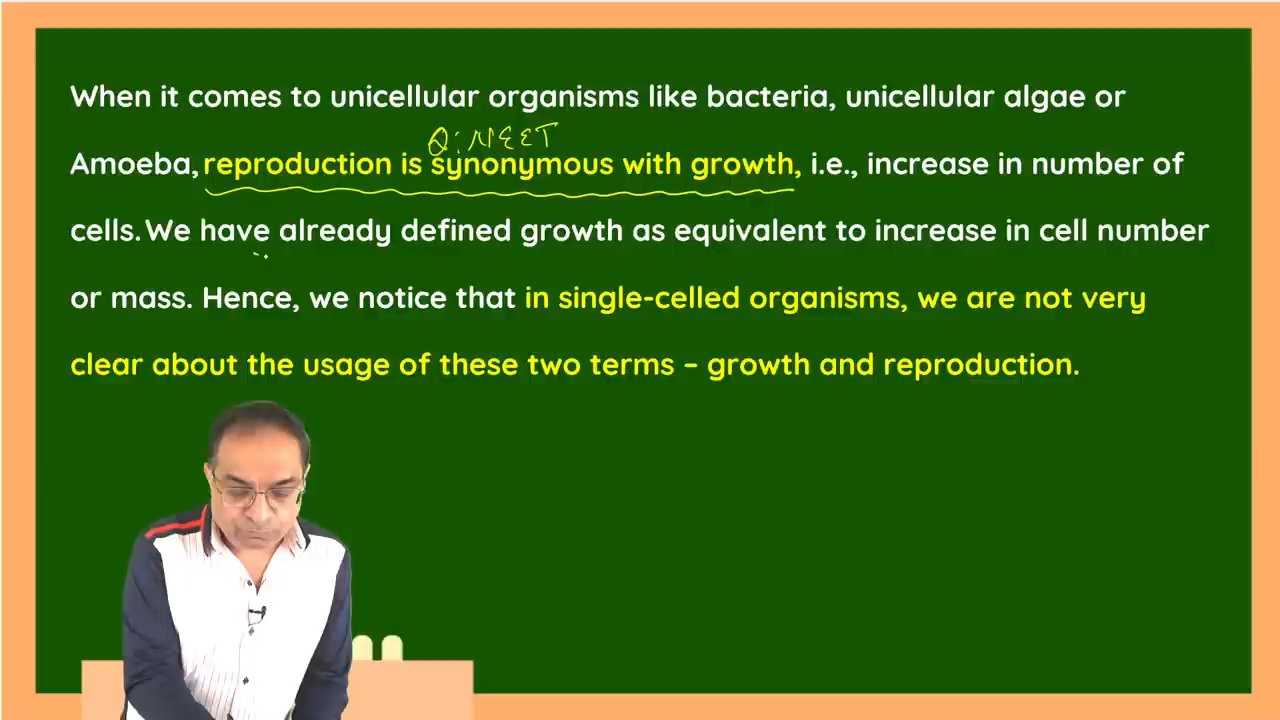 When it comes to unicellular organisms like bacteria, unicellular algae or
Q: NEET
Amoeba, reproduction is synonymous with growth, i.e., increase in number of
cells. We have already defined growth as equivalent to increase in cell number
or mass. Hence, we notice that in single-celled organisms, we are not very
clear about the usage of these two terms – growth and reproduction.